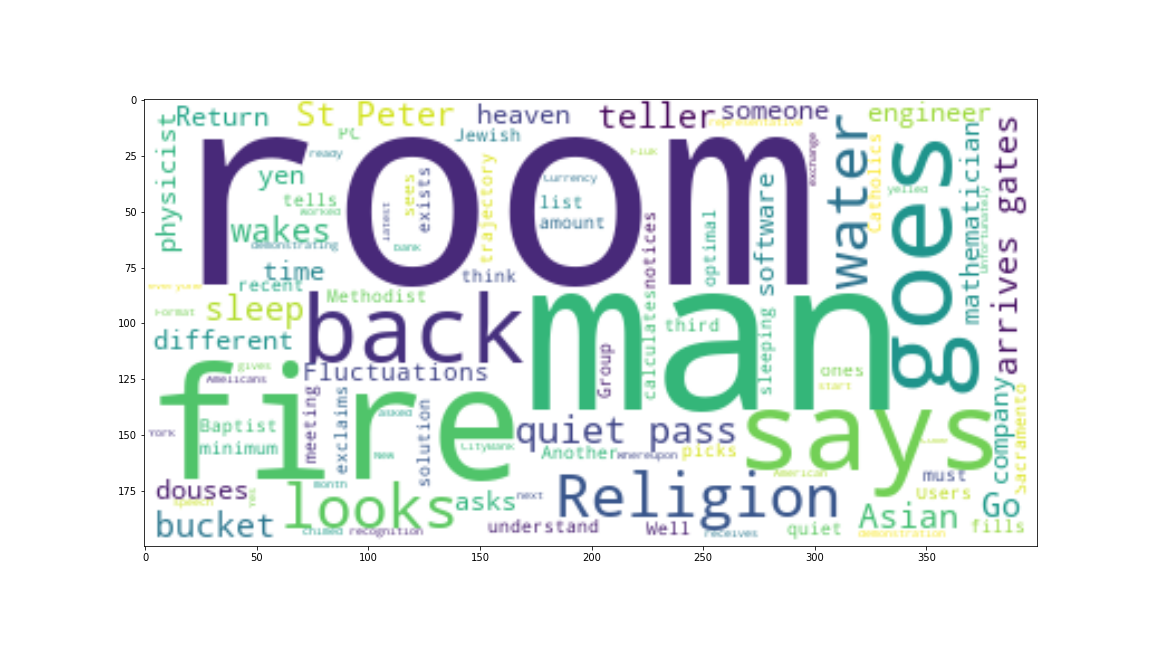 0
25
50
75
100
125
150
175
0
50
100
150
200
250
300
350
Return
St Peter
heaven
teller
someone
engineer
representative
physicist
PC
Jewish
ready
room
yen
tells
worked
sees
exists
latest
bank
trajectory
currency
list
amount
exchange
water
Catholics
goes
yelled
mathematician
Unfortunately
arrives gates
wakes
demonstrating
time
recent
think
notices
optimal
software
everyone
Format
sleep
Methodist
different
back
man
third
calculates
Group
sleeping
ones
start
gives
Americans
Fluctuations
fire
York
Baptist
minimum
meeting
exclaims
asked
New
solution
Citybank
quiet pass
Another
Whereupon
picks
says
company
Sacramento
American
must
Users
douses
speech
Yes
month
looks
asks
next
Religion
Asian
Go
bucket
chimed
recognition
understand
Well
receives
quiet
demonstration
fills